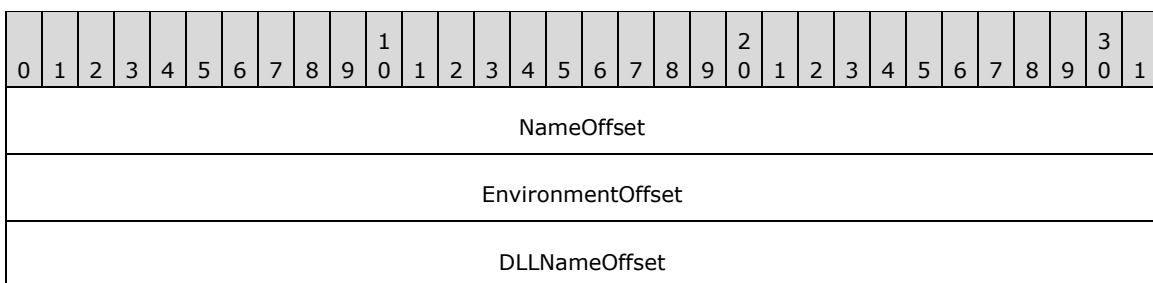 1 2 3
0 1 2 3 4 5 6 7 8 9 0 1 2 3 4 5 6 7 8 9 0 1 2 3 4 5 6 7 8 9 0 1
NameOffset
EnvironmentOffset
DLLNameOffset